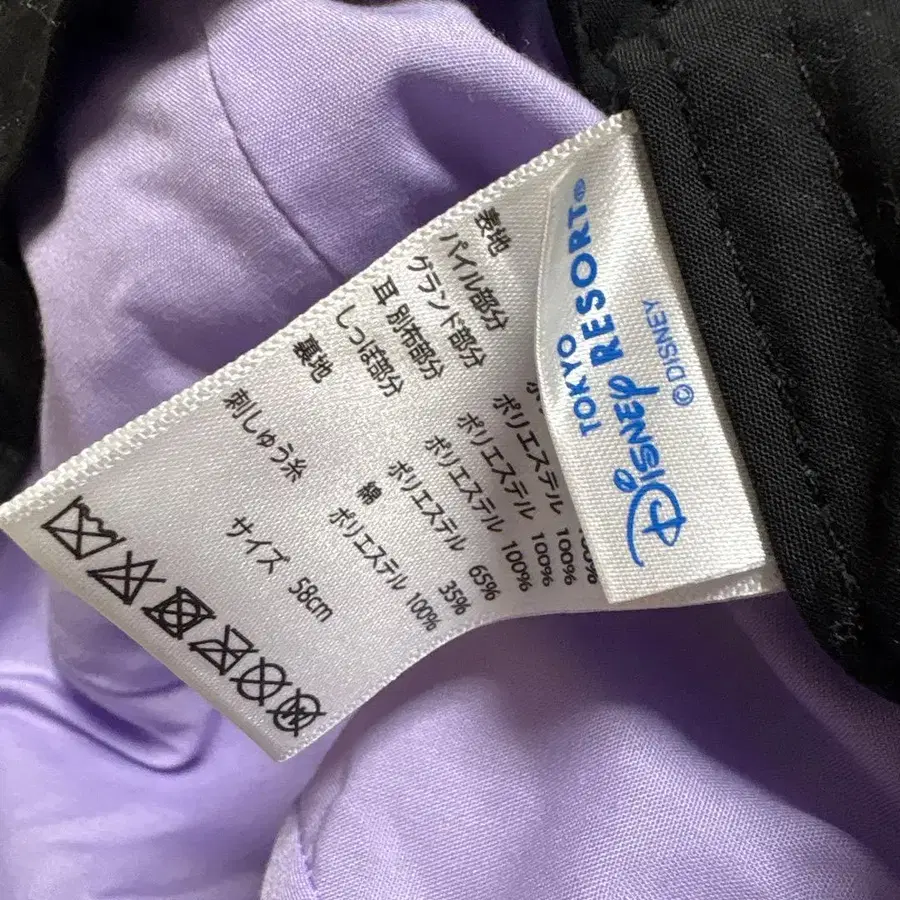 TOKYO
DISNEY RESORT®
© DISNEY
表地
パイル部分
グランド部分 ポリエステル 100%
耳 別布部分 ポリエステル 100%
しっぽ部分 ポリエステル 100%
裏地 ポリエステル 65%
綿 35%
刺しゅう糸 ポリエステル 100%
サイズ 58cm